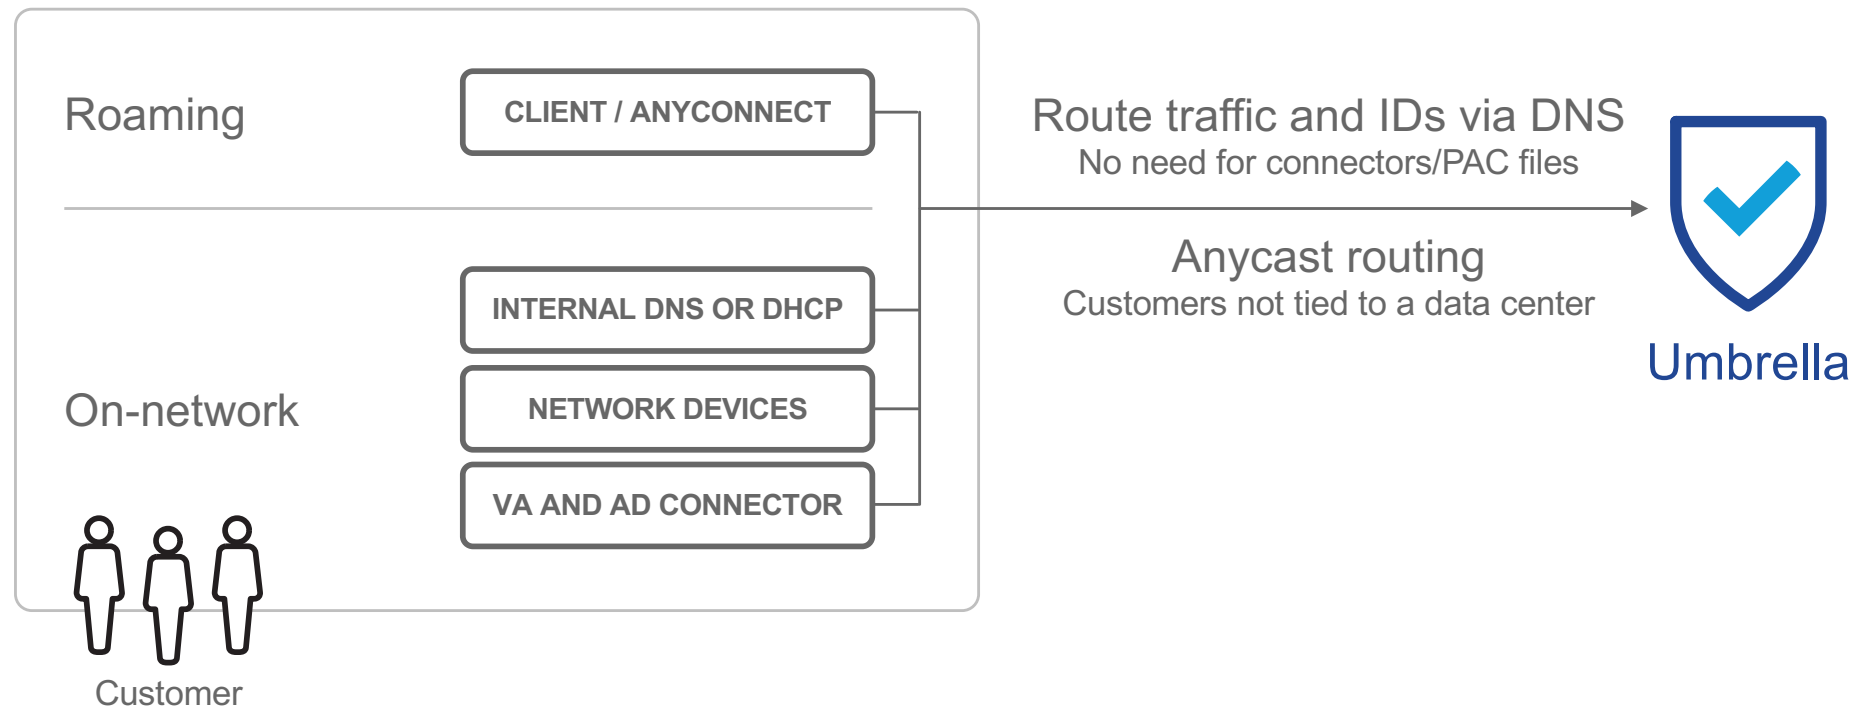 Roaming
CLIENT / ANYCONNECT
Route traffic and IDs via DNS
No need for connectors/PAC files
Anycast routing
Customers not tied to a data center
Umbrella
On-network
INTERNAL DNS OR DHCP
NETWORK DEVICES
VA AND AD CONNECTOR
Customer